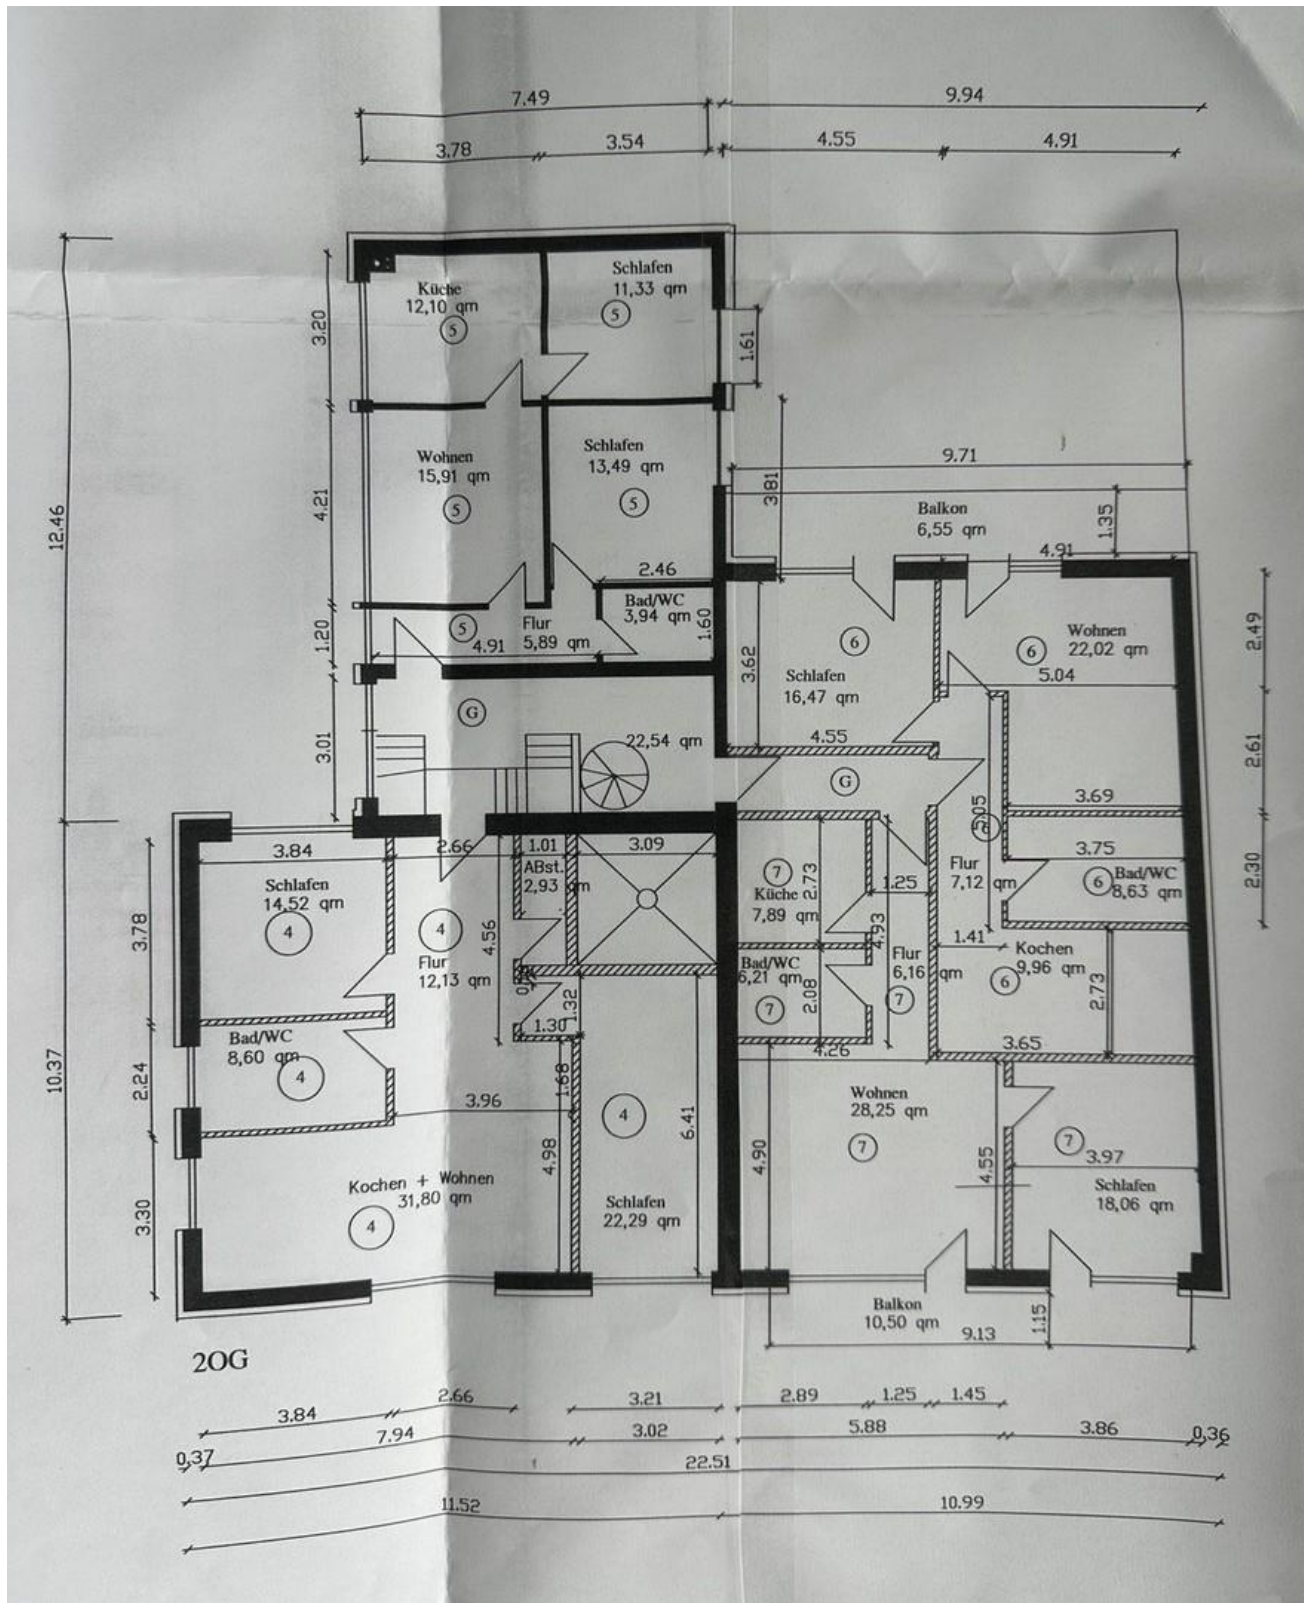 7.49
9.94
3.78
3.54
4.55
4.91
Küche
12,10 qm
5
Schlafen
11,33 qm
5
3.20
1.61
12.46
Wohnen
15,91 qm
5
Schlafen
13,49 qm
5
4.21
3.81
9.71
Balkon
6,55 qm
1.35
4.91
2.46
Bad/WC
3,94 qm
1.60
5
Flur
5,89 qm
4.91
1.20
3.62
6
Schlafen
16,47 qm
4.55
Wohnen
22,02 qm
6
5.04
2.49
G
22,54 qm
3.01
G
2.61
3.69
5.05
3.84
2.66
1.01
3.09
Schlafen
14,52 qm
4
3.78
ABst.
2,93 qm
4
Flur
12,13 qm
4.56
7
Küche
7,89 qm
2.73
1.25
4.93
3.75
Flur
7,12 qm
Bad/WC
8,63 qm
6
2.30
1.41
Kochen
9,96 qm
6
2.73
3.65
Bad/WC
6,21 qm
7
2.08
Flur
6,16 qm
7
4.26
1.32
1.30
Bad/WC
8,60 qm
4
2.24
10.37
1.68
3.96
4
6.41
4.98
Kochen + Wohnen
31,80 qm
4
3.30
Schlafen
22,29 qm
Wohnen
28,25 qm
7
4.90
4.55
7
3.97
Schlafen
18,06 qm
Balkon
10,50 qm
9.13
1.15
2OG
2.66
3.21
2.89
1.25
1.45
3.84
7.94
3.02
5.88
3.86
0,36
0,37
22.51
11.52
10.99